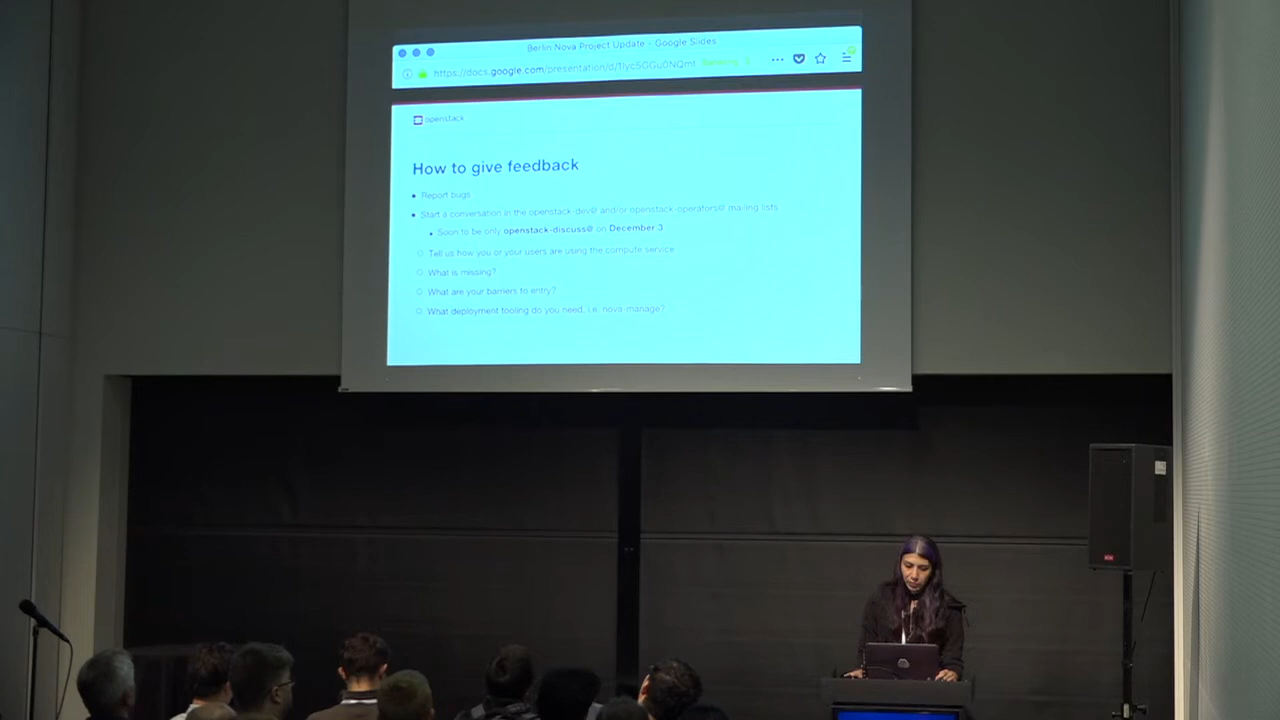 Berlin Nova Project Update - Google Slides
https://docs.google.com/presentation/d/
openstack
How to give feedback
Report bugs
Start a conversation in the openstack-dev@ and/or openstack-operators@ mailing lists
Soon to be only openstack-discuss@ on December 3
Tell us how you or your users are using the compute service
What is missing?
What are your barriers to entry?
What deployment tooling do you need, i.e. nova-manage?